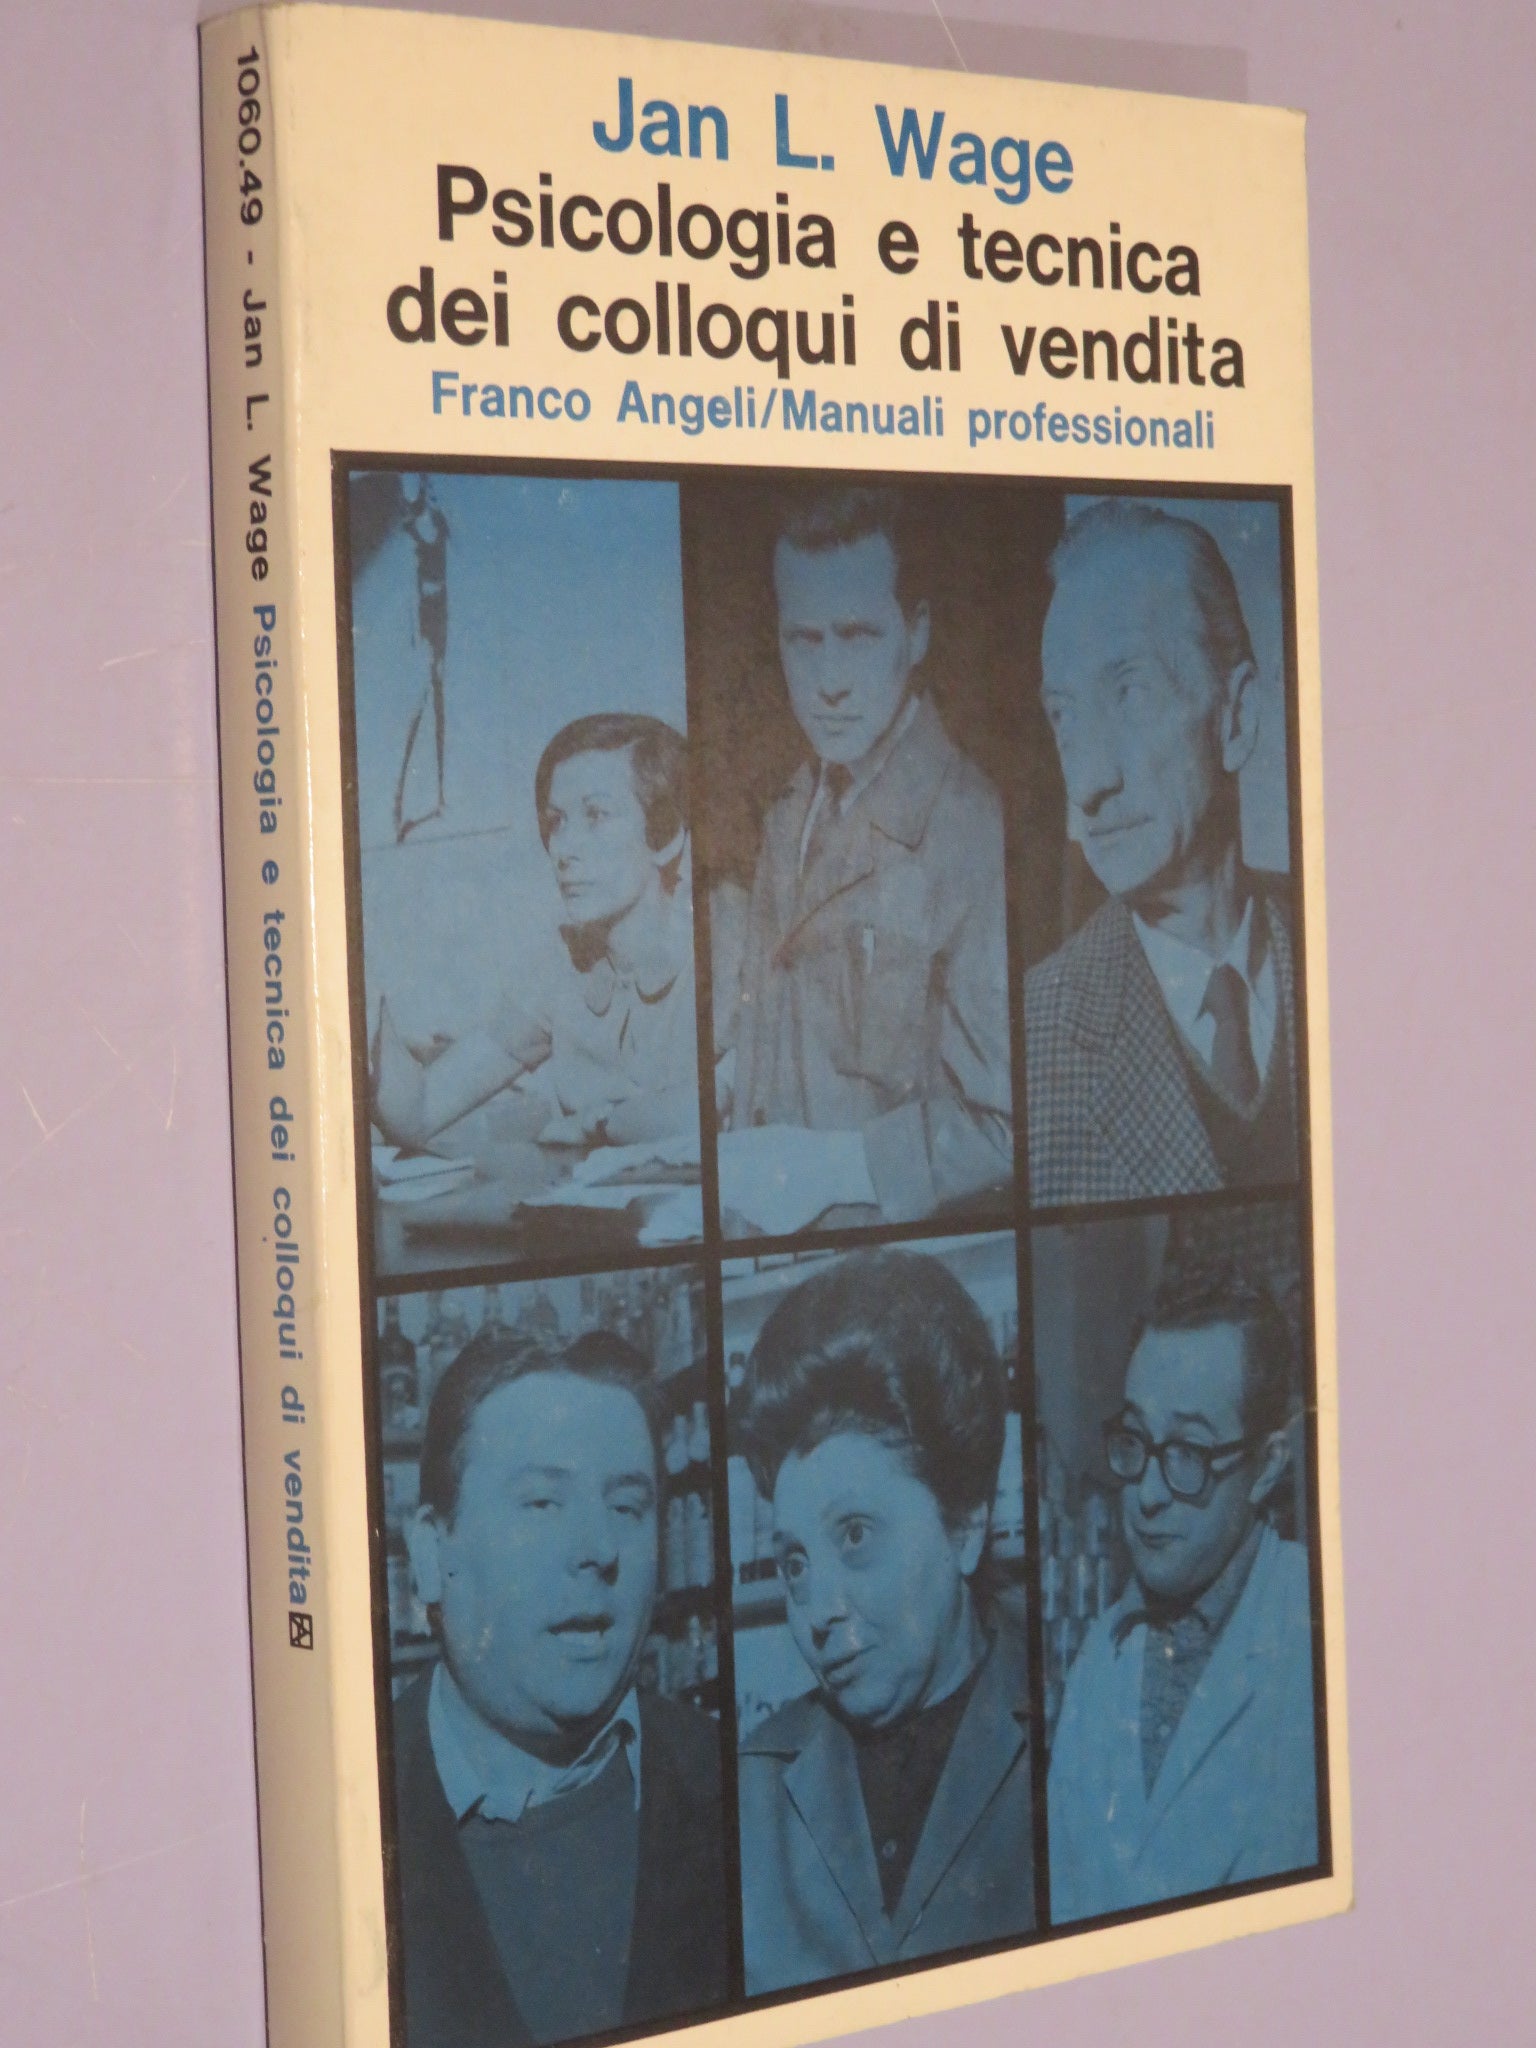 Jan L. Wage
Psicologia e tecnica
dei colloqui di vendita
Franco Angeli/Manuali professionali
1060.49 - Jan L. Wage Psicologia e tecnica dei colloqui di vendita